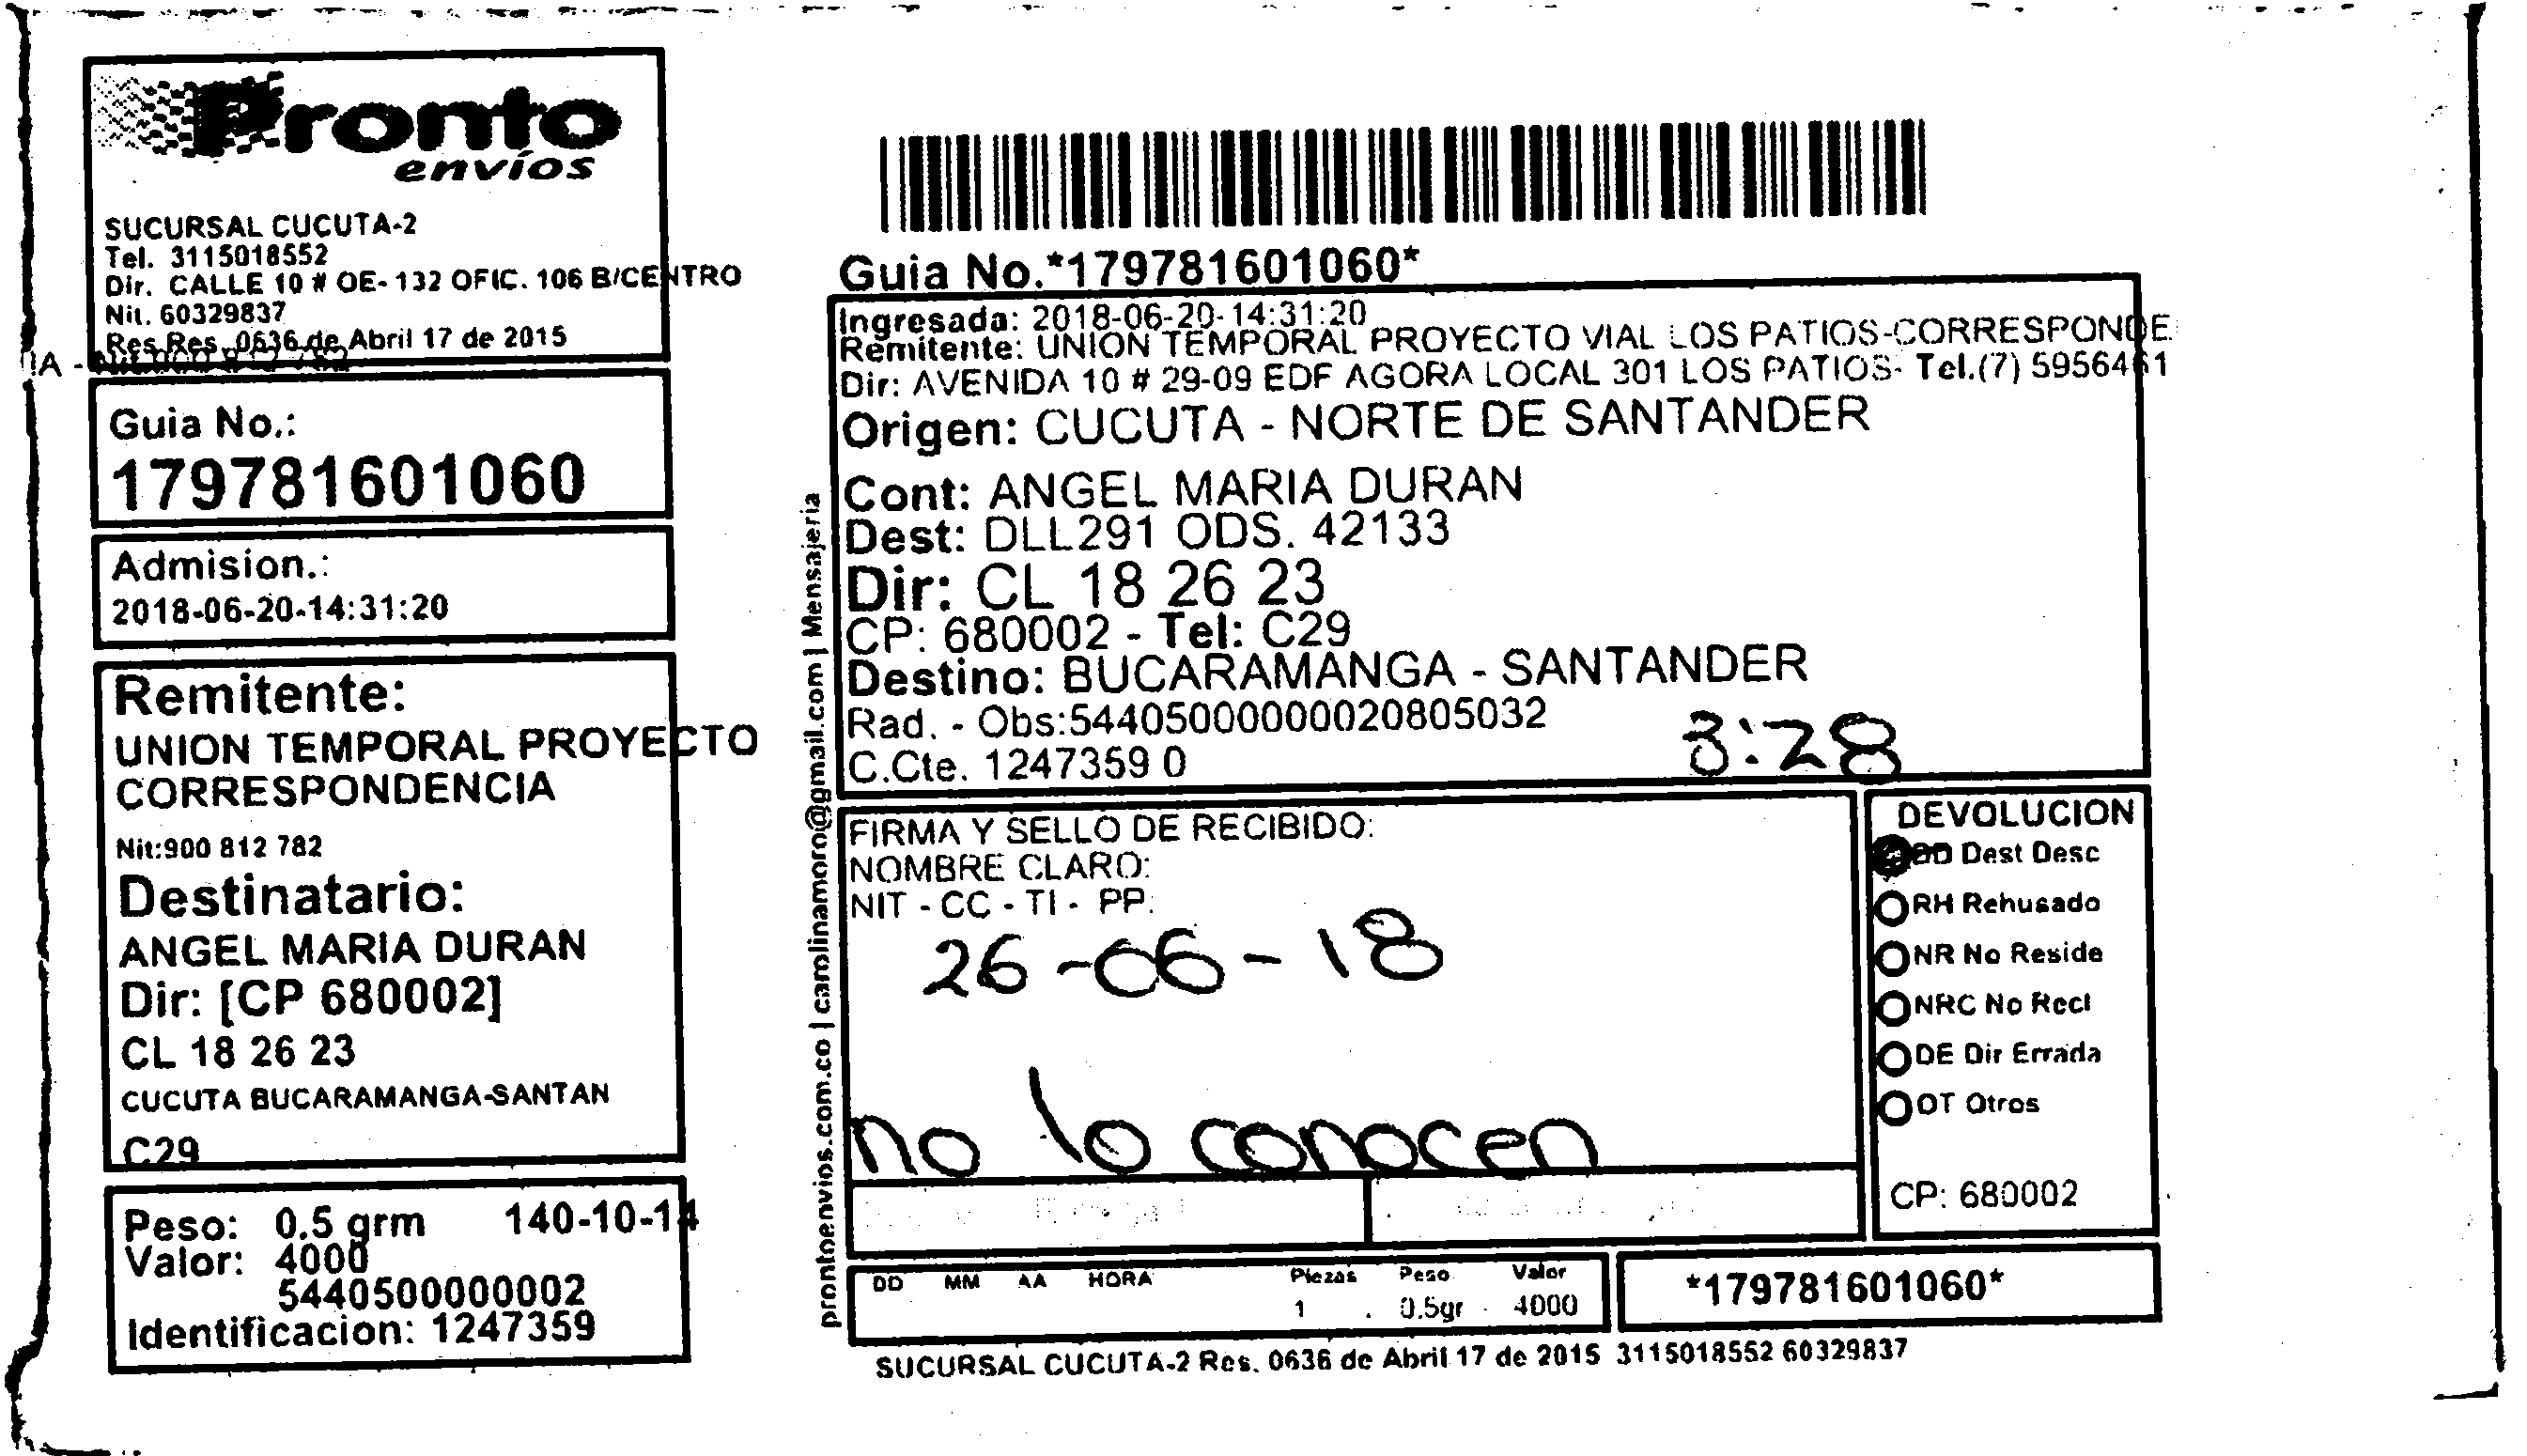 Pronto
envíos
SUCURSAL CUCUTA-2
Tel. 3115018552
Dir. CALLE 10 # OE- 132 OFIC. 106 B/CENTRO
Nit. 60329837
Res Res 0636 de Abril 17 de 2015
Guia No.:
179781601060
Admision.:
2018-06-20-14:31:20
Remitente:
UNION TEMPORAL PROYECTO
CORRESPONDENCIA
Nit:900 812 782
Destinatario:
ANGEL MARIA DURAN
Dir: [CP 680002]
CL 18 26 23
CUCUTA BUCARAMANGA-SANTAN
C29
Peso: 0.5 grm 140-10-14
Valor: 4000
5440500000002
Identificacion: 1247359
prontoenvios.com.co | carolinamoro@gmail.com | Mensajeria
Guia No.*179781601060*
Ingresada: 2018-06-20-14:31:20
Remitente: UNION TEMPORAL PROYECTO VIAL LOS PATIOS-CORRESPONDE
Dir: AVENIDA 10 # 29-09 EDF AGORA LOCAL 301 LOS PATIOS- Tel.(7) 5956461
Origen: CUCUTA - NORTE DE SANTANDER
Cont: ANGEL MARIA DURAN
Dest: DLL291 ODS. 42133
Dir: CL 18 26 23
CP: 680002 - Tel: C29
Destino: BUCARAMANGA - SANTANDER
Rad. - Obs:54405000000020805032
C.Cte. 1247359 0
3:28
FIRMA Y SELLO DE RECIBIDO:
NOMBRE CLARO:
NIT - CC - TI - PP.
26-06-18
no lo conocen
DEVOLUCION
DD Dest Desc
RH Rehusado
NR No Reside
NRC No Recl
DE Dir Errada
OT Otros
CP: 680002
DD MM AA HORA Piezas Peso Valor
1 0.5gr 4000
*179781601060*
SUCURSAL CUCUTA-2 Res. 0636 de Abril 17 de 2015 3115018552 60329837